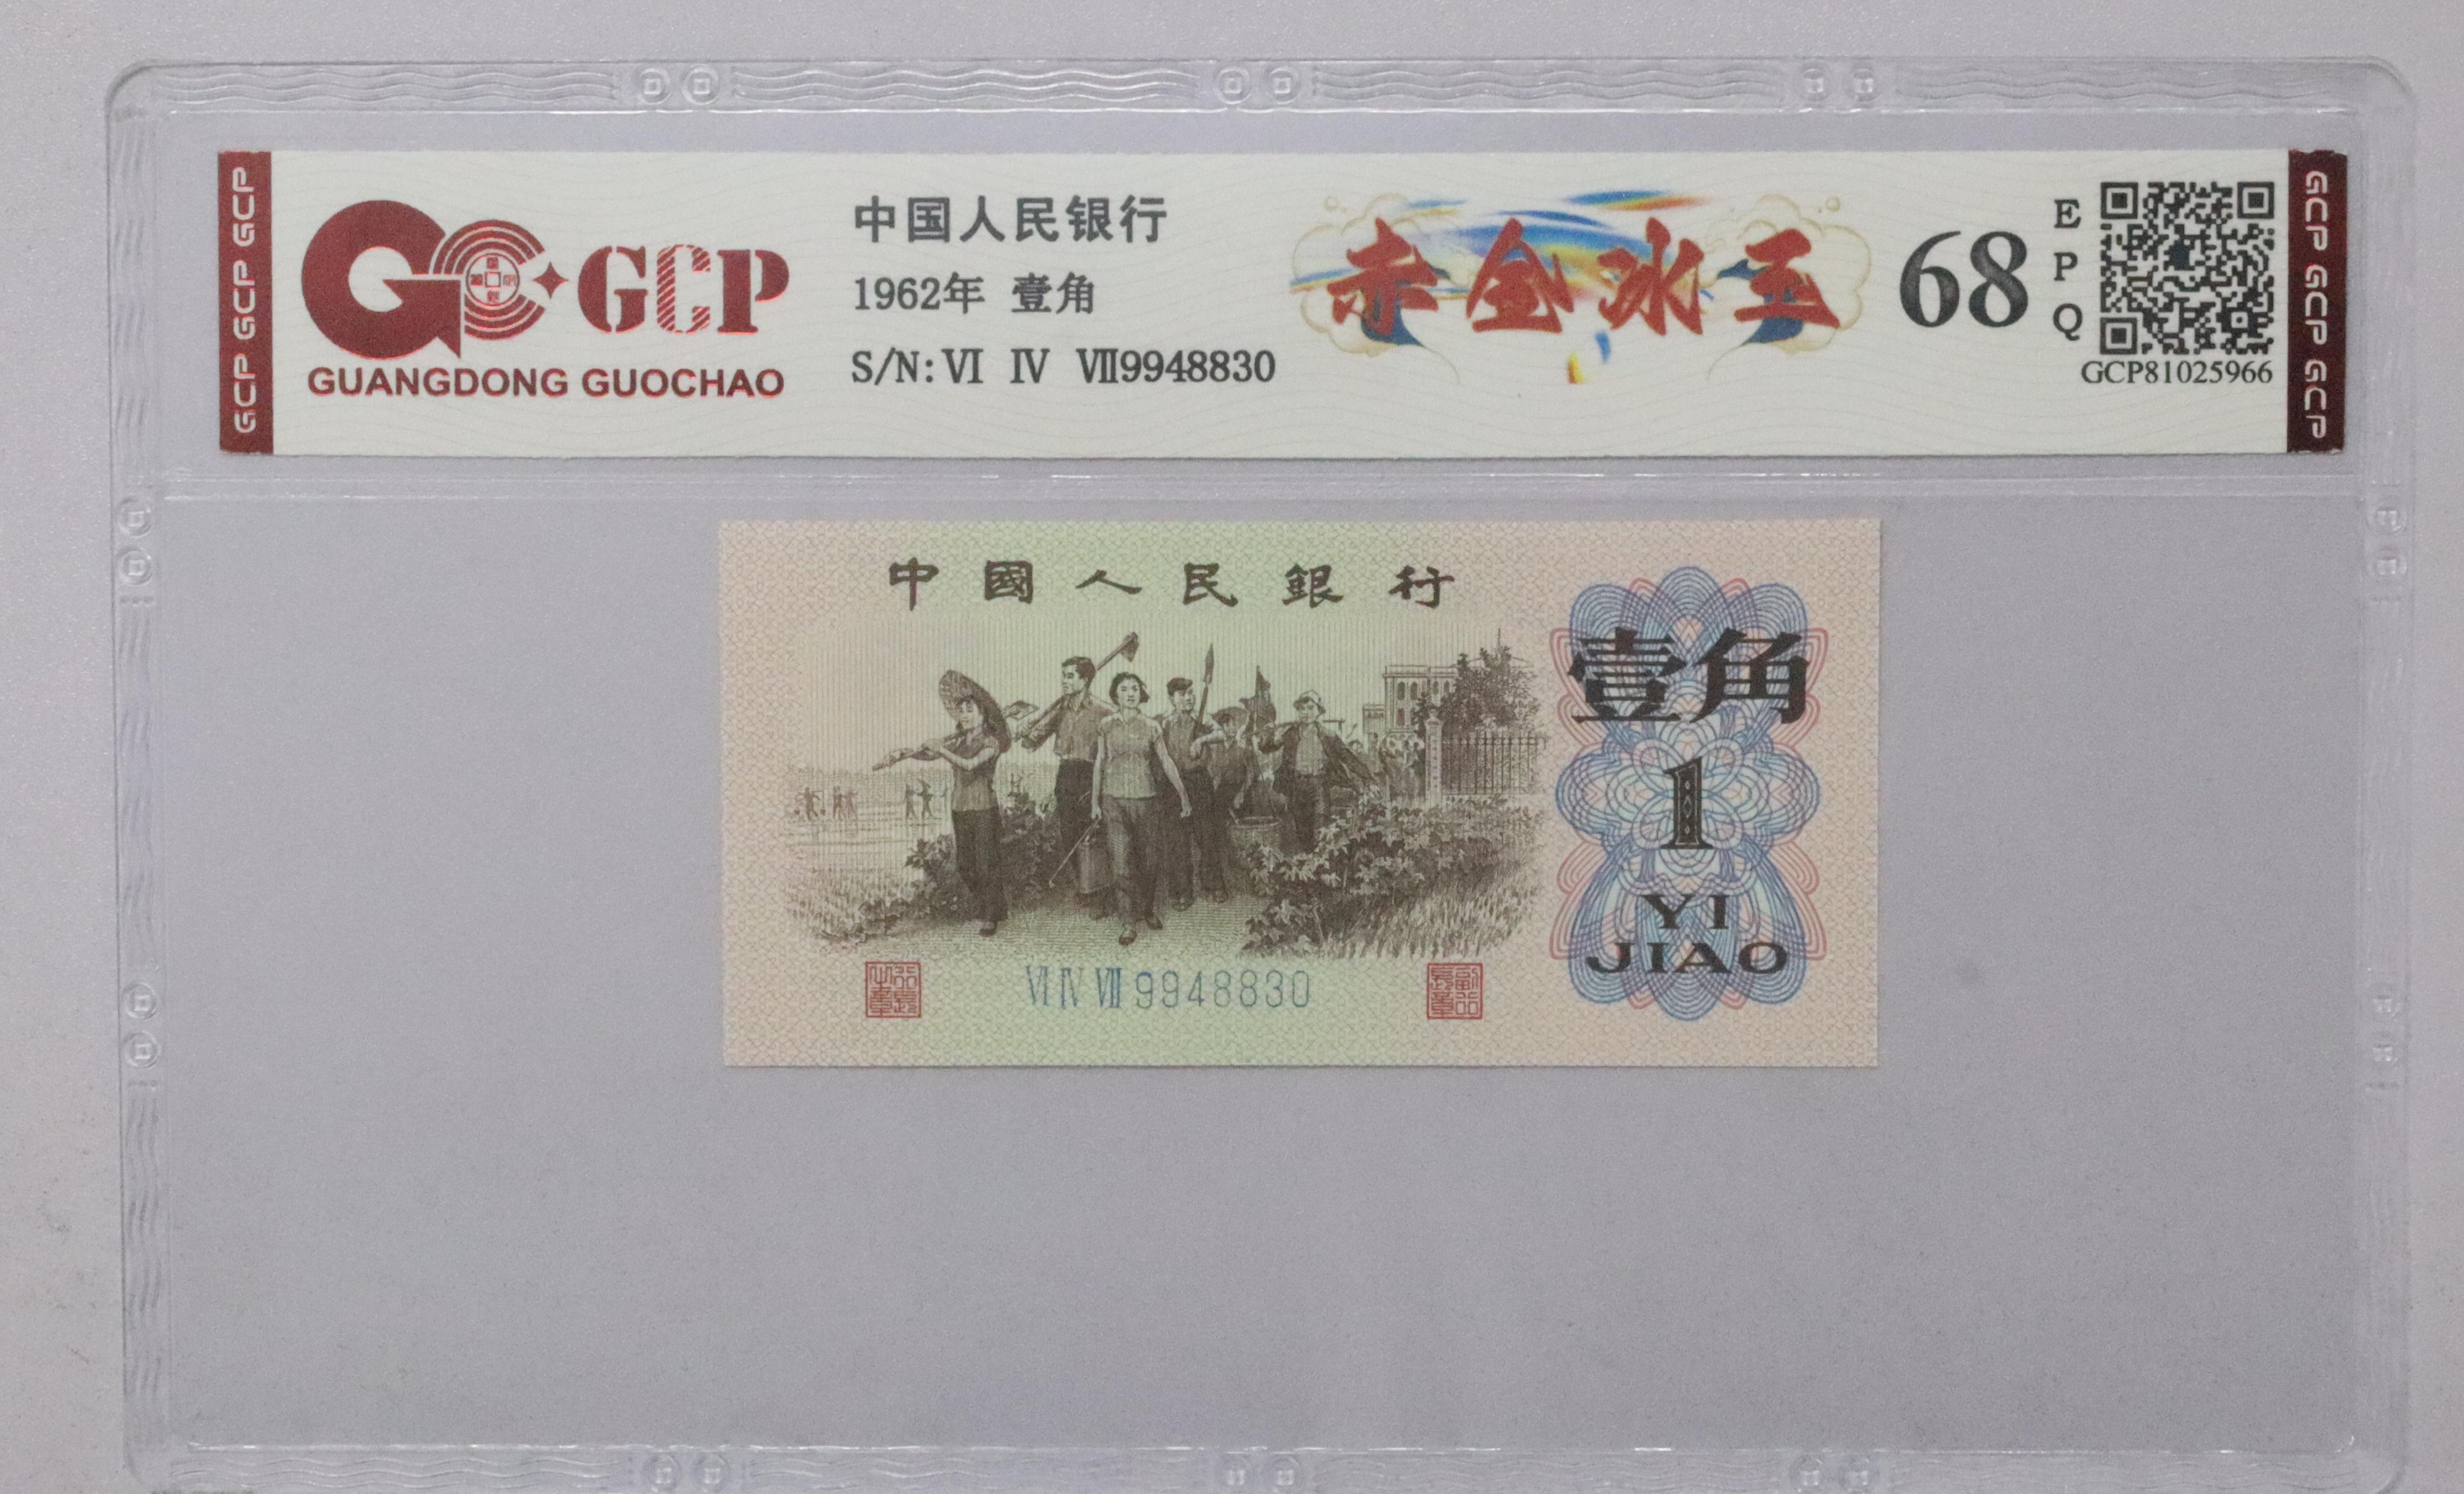 GCP GCP GCP
GCP
GUANGDONG GUOCHAO
中国人民银行
1962年 壹角
S/N: VI IV VII9948830
赤金冰玉
68
EPQ
GCP81025966
GCP GCP GCP
中國人民銀行
壹角
1
YI
JIAO
VI IV VII 9948830